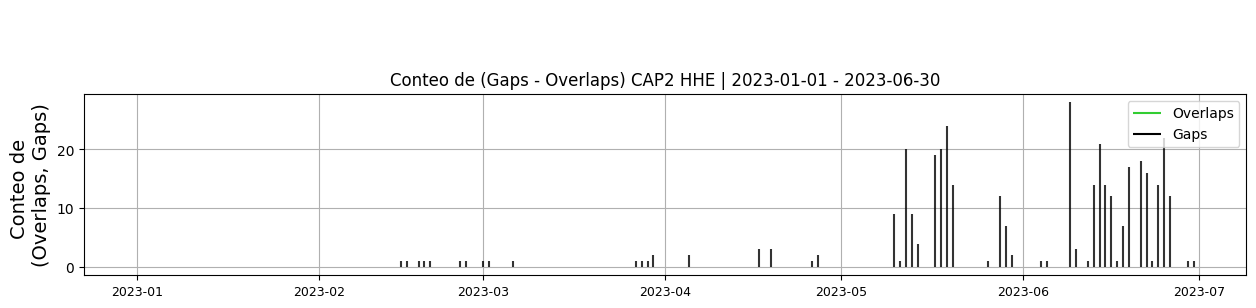 Conteo de (Gaps - Overlaps) CAP2 HHE | 2023-01-01 - 2023-06-30
Conteo de
(Overlaps, Gaps)
20
10
0
Overlaps
Gaps
2023-01
2023-02
2023-03
2023-04
2023-05
2023-06
2023-07